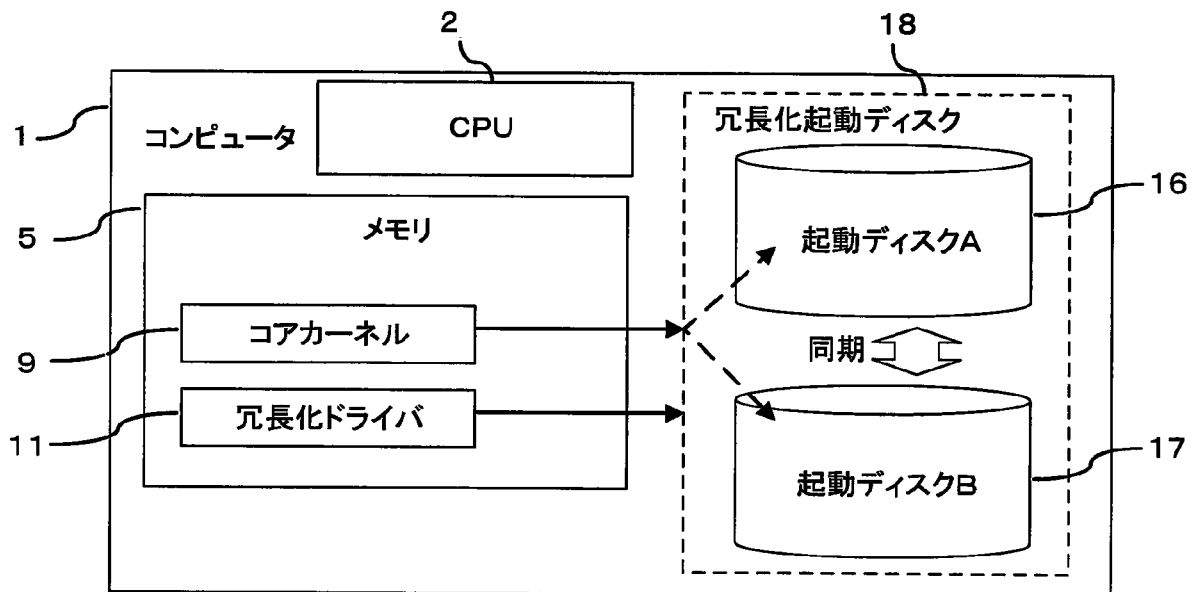 2
18
1
コンピュータ
CPU
冗長化起動ディスク
5
メモリ
16
起動ディスクA
9
コアカーネル
同期
11
冗長化ドライバ
17
起動ディスクB